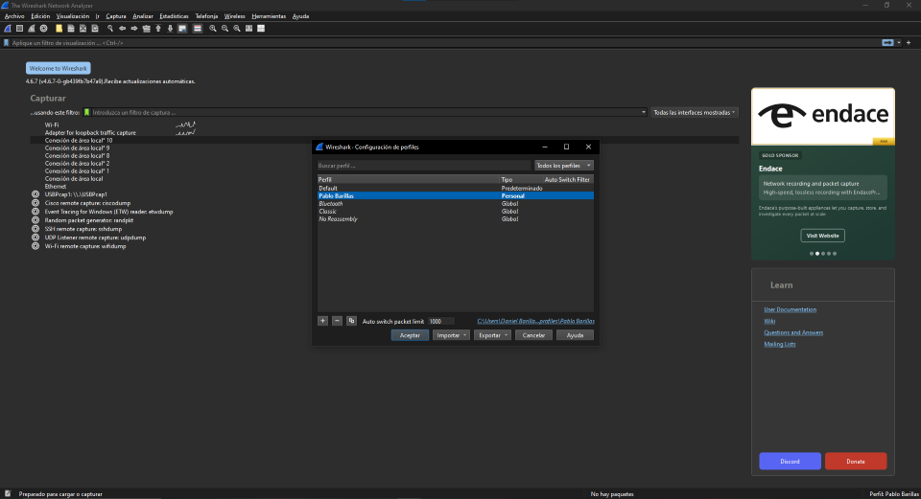 The Wireshark Network Analyzer
Archivo Edición Visualización Ir Captura Analizar Estadísticas Telefonía Wireless Herramientas Ayuda
Aplique un filtro de visualización ... <Ctrl-/>
Welcome to Wireshark
4.6.7 (v4.6.7-0-gb439fb7b47a8).Recibe actualizaciones automáticas.
Capturar
...usando este filtro: Introduzca un filtro de captura ... Todas las interfaces mostradas
Wi-Fi
Adapter for loopback traffic capture
Conexión de área local* 10
Conexión de área local* 9
Conexión de área local* 8
Conexión de área local* 2
Conexión de área local* 1
Conexión de área local
Ethernet
USBPcap1: \\.\USBPcap1
Cisco remote capture: ciscodump
Event Tracing for Windows (ETW) reader: etwdump
Random packet generator: randpkt
SSH remote capture: sshdump
UDP Listener remote capture: udpdump
Wi-Fi remote capture: wifidump
Wireshark · Configuración de perfiles
Buscar perfil ... Todos los perfiles
Perfil Tipo Auto Switch Filter
Default Predeterminado
Pablo Barillas Personal
Bluetooth Global
Classic Global
No Reassembly Global
Auto switch packet limit 1000 C:\Users\Daniel Barilla...profiles\Pablo Barillas
Aceptar Importar Exportar Cancelar Ayuda
endace
GOLD SPONSOR
Endace
Network recording and packet capture
High-speed, lossless recording with EndaceP...
Endace's purpose-built appliances let you capture, store, and
investigate every packet at scale.
Visit Website
Learn
User Documentation
Wiki
Questions and Answers
Mailing Lists
Discord Donate
Preparado para cargar o capturar No hay paquetes Perfil: Pablo Barillas